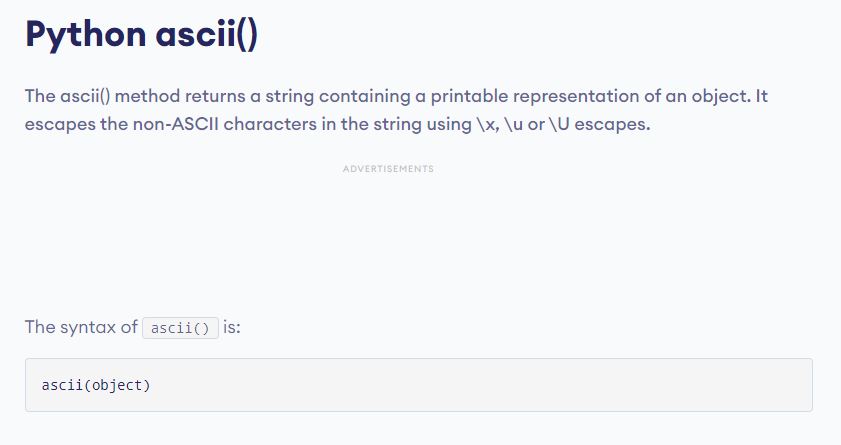 Python ascii()
The ascii() method returns a string containing a printable representation of an object. It
escapes the non-ASCII characters in the string using \x, \u or \U escapes.
ADVERTISEMENTS
The syntax of ascii() is:
ascii(object)